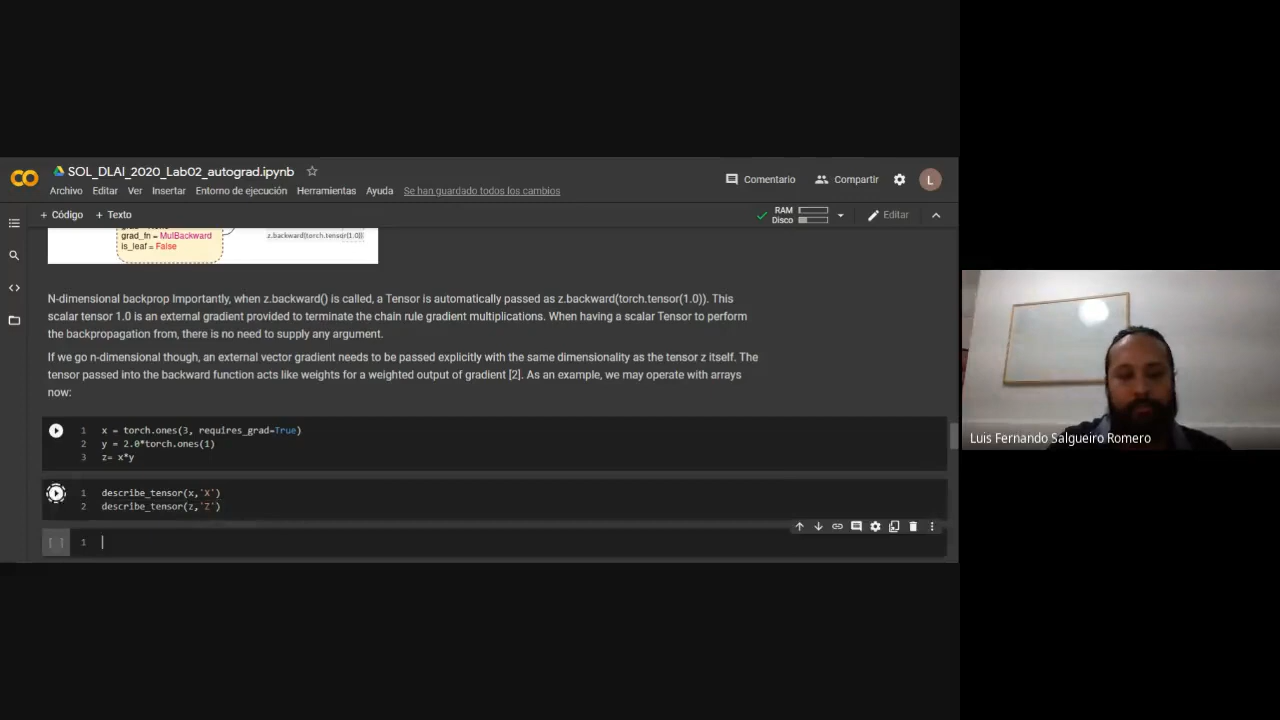 SOL_DLAI_2020_Lab02_autograd.ipynb
Archivo Editar Ver Insertar Entorno de ejecución Herramientas Ayuda Se han guardado todos los cambios
Comentario Compartir L
+ Código + Texto
RAM
Disco
Editar
grad_fn = MulBackward
is_leaf = False
z.backward(torch.tensor(1.0))
N-dimensional backprop Importantly, when z.backward() is called, a Tensor is automatically passed as z.backward(torch.tensor(1.0)). This
scalar tensor 1.0 is an external gradient provided to terminate the chain rule gradient multiplications. When having a scalar Tensor to perform
the backpropagation from, there is no need to supply any argument.
If we go n-dimensional though, an external vector gradient needs to be passed explicitly with the same dimensionality as the tensor z itself. The
tensor passed into the backward function acts like weights for a weighted output of gradient [2]. As an example, we may operate with arrays
now:
1 x = torch.ones(3, requires_grad=True)
2 y = 2.0*torch.ones(1)
3 z= x*y
1 describe_tensor(x,'X')
2 describe_tensor(z,'Z')
[ ] 1
Luis Fernando Salgueiro Romero